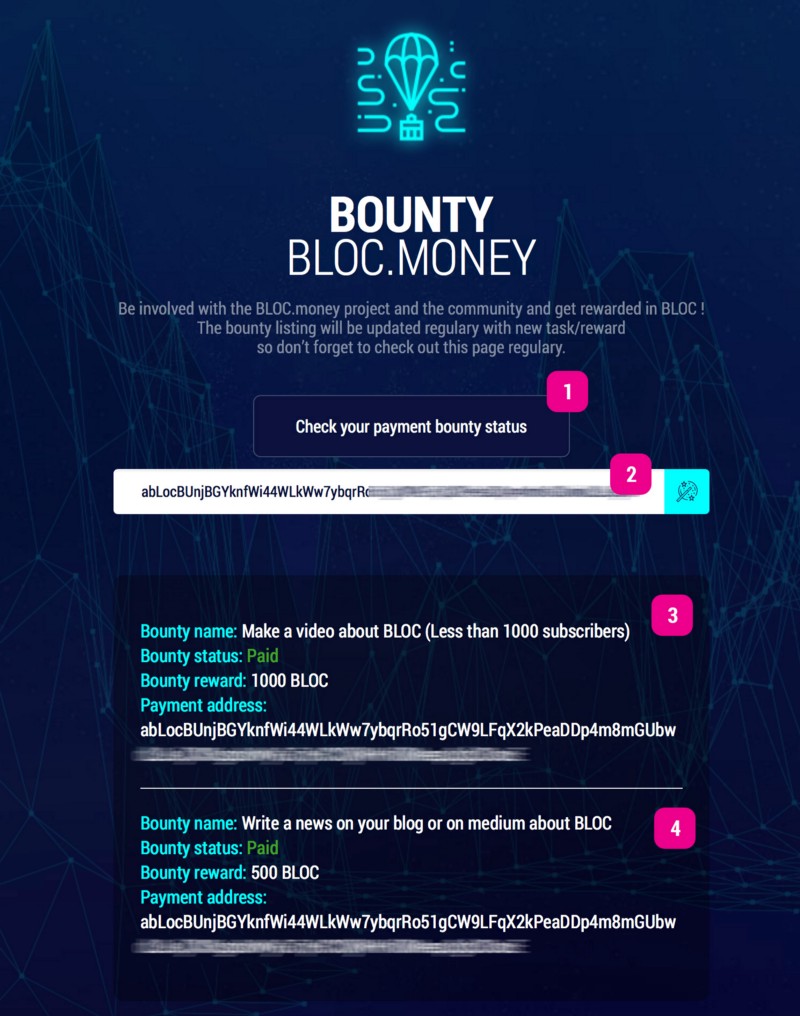 BOUNTY
BLOC.MONEY
Be involved with the BLOC.money project and the community and get rewarded in BLOC !
The bounty listing will be updated regulary with new task/reward
so don't forget to check out this page regulary.
1
Check your payment bounty status
2
abLocBUnjBGYknfWi44WLkWw7ybqrRo
3
Bounty name: Make a video about BLOC (Less than 1000 subscribers)
Bounty status: Paid
Bounty reward: 1000 BLOC
Payment address:
abLocBUnjBGYknfWi44WLkWw7ybqrRo51gCW9LFqX2kPeaDDp4m8mGUbw
4
Bounty name: Write a news on your blog or on medium about BLOC
Bounty status: Paid
Bounty reward: 500 BLOC
Payment address:
abLocBUnjBGYknfWi44WLkWw7ybqrRo51gCW9LFqX2kPeaDDp4m8mGUbw